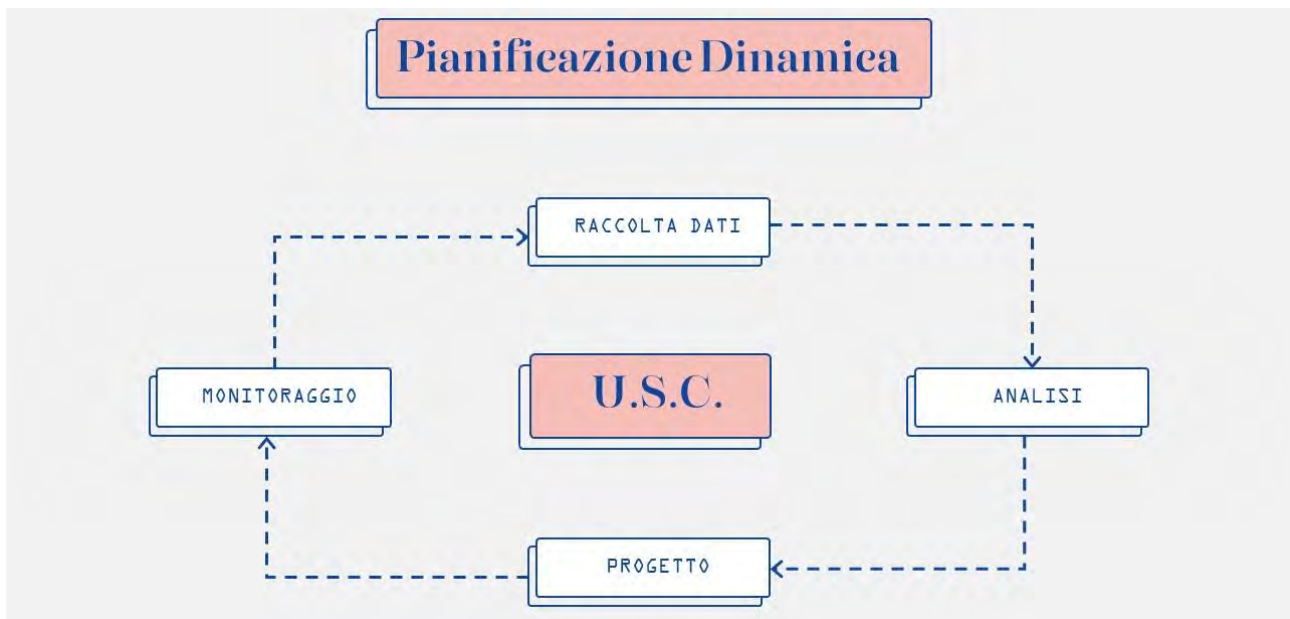 Pianificazione Dinamica
RACCOLTA DATI
MONITORAGGIO
U.S.C.
ANALISI
PROGETTO